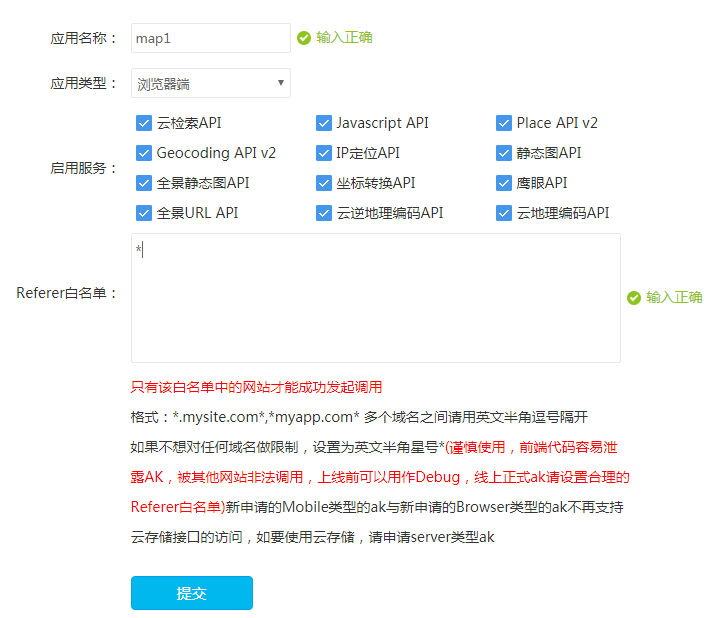 应用名称： map1 输入正确
应用类型： 浏览器端
启用服务：
云检索API Javascript API Place API v2
Geocoding API v2 IP定位API 静态图API
全景静态图API 坐标转换API 鹰眼API
全景URL API 云逆地理编码API 云地理编码API
Referer白名单： * 输入正确
只有该白名单中的网站才能成功发起调用
格式：*.mysite.com*,*myapp.com* 多个域名之间请用英文半角逗号隔开
如果不想对任何域名做限制，设置为英文半角星号*(谨慎使用，前端代码容易泄
露AK，被其他网站非法调用，上线前可以用作Debug，线上正式ak请设置合理的
Referer白名单)新申请的Mobile类型的ak与新申请的Browser类型的ak不再支持
云存储接口的访问，如要使用云存储，请申请server类型ak
提交